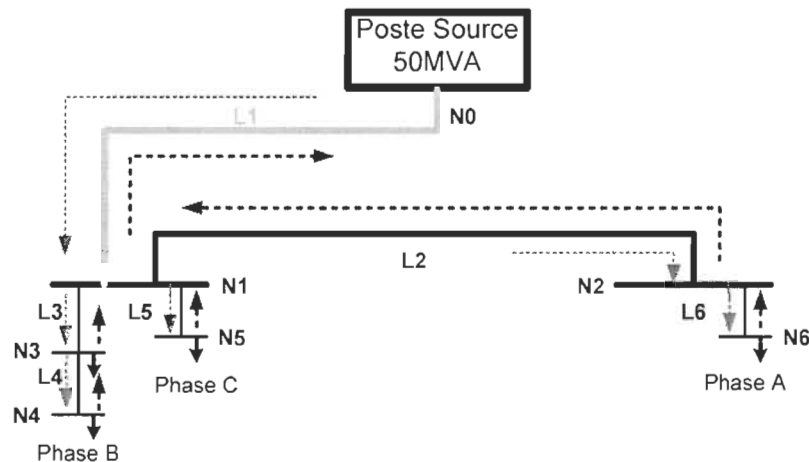 Poste Source
50MVA
L1
N0
L2
N1
N2
L3
L5
L6
N3
N5
N6
L4
Phase C
Phase A
N4
Phase B